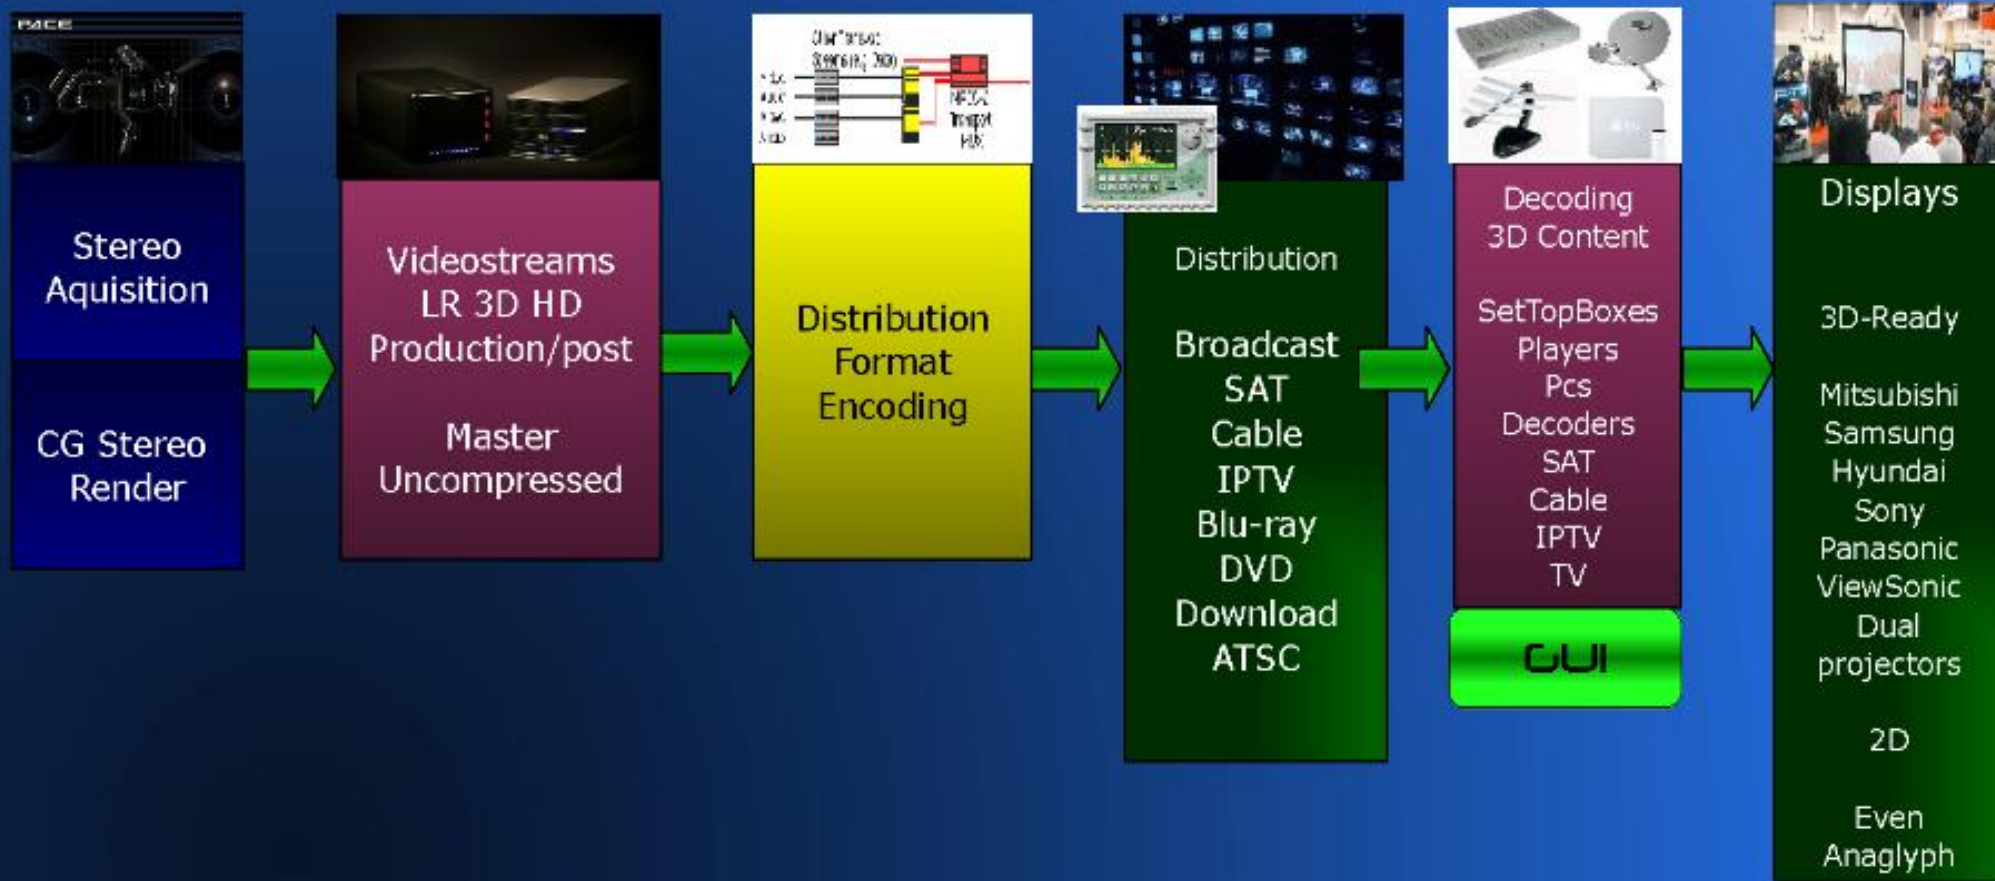 PACE
Stereo
Aquisition
CG Stereo
Render
Videostreams
LR 3D HD
Production/post
Master
Uncompressed
Transport
Distribution
Format
Encoding
Distribution
Broadcast
SAT
Cable
IPTV
Blu-ray
DVD
Download
ATSC
Decoding
3D Content
SetTopBoxes
Players
Pcs
Decoders
SAT
Cable
IPTV
TV
GUI
Displays
3D-Ready
Mitsubishi
Samsung
Hyundai
Sony
Panasonic
ViewSonic
Dual
projectors
2D
Even
Anaglyph